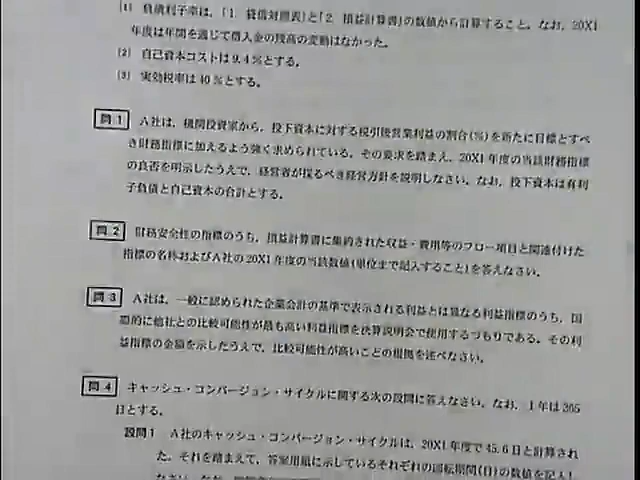 [1] 負債利子率は，「1 貸借対照表」と「2 損益計算書」の数値から計算すること。なお，20X1
年度は年間を通じて借入金の残高の変動はなかった。
[2] 自己資本コストは9.4％とする。
[3] 実効税率は40％とする。
問1 A社は，機関投資家から，投下資本に対する税引後営業利益の割合(％)を新たに目標とすべ
き財務指標に加えるよう強く求められている。その要求を踏まえ，20X1年度の当該財務指標
の良否を明示したうえで，経営者が採るべき経営方針を説明しなさい。なお，投下資本は有利
子負債と自己資本の合計とする。
問2 財務安全性の指標のうち，損益計算書に集約された収益・費用等のフロー項目と関連付けた
指標の名称およびA社の20X1年度の当該数値(単位まで記入すること)を答えなさい。
問3 A社は，一般に認められた企業会計の基準で表示される利益とは異なる利益指標のうち，国
際的に他社との比較可能性が最も高い利益指標を決算説明会で使用するつもりである。その利
益指標の金額を示したうえで，比較可能性が高いことの根拠を述べなさい。
問4 キャッシュ・コンバージョン・サイクルに関する次の設問に答えなさい。なお，1年は365
日とする。
設問1 A社のキャッシュ・コンバージョン・サイクルは，20X1年度で45.6日と計算され
た。それを踏まえて，答案用紙に示しているそれぞれの回転期間(日)の数値を記入し